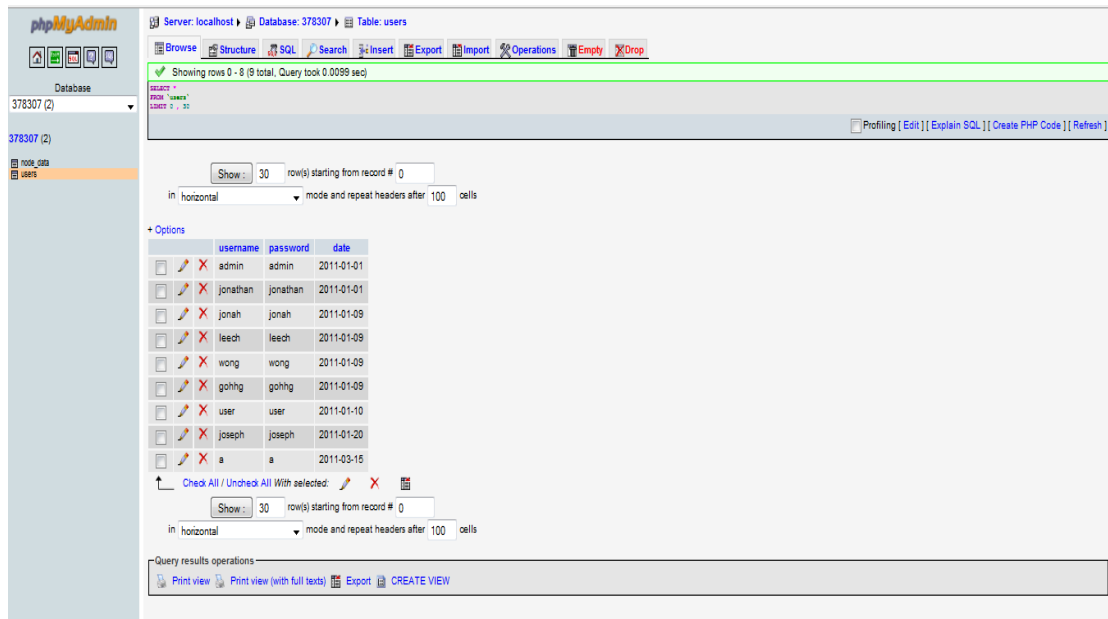 phpMyAdmin
Database
378307 (2)
378307 (2)
node_data
users
Server: localhost Database: 378307 Table: users
Browse Structure SQL Search Insert Export Import Operations Empty Drop
Showing rows 0 - 8 (9 total, Query took 0.0099 sec)
SELECT *
FROM `users`
LIMIT 0 , 30
Profiling [ Edit ] [ Explain SQL ] [ Create PHP Code ] [ Refresh ]
Show : 30 row(s) starting from record # 0
in horizontal mode and repeat headers after 100 cells
+ Options
username password date
admin admin 2011-01-01
jonathan jonathan 2011-01-01
jonah jonah 2011-01-09
leech leech 2011-01-09
wong wong 2011-01-09
gohhg gohhg 2011-01-09
user user 2011-01-10
joseph joseph 2011-01-20
a a 2011-03-15
Check All / Uncheck All With selected:
Show : 30 row(s) starting from record # 0
in horizontal mode and repeat headers after 100 cells
Query results operations
Print view Print view (with full texts) Export CREATE VIEW